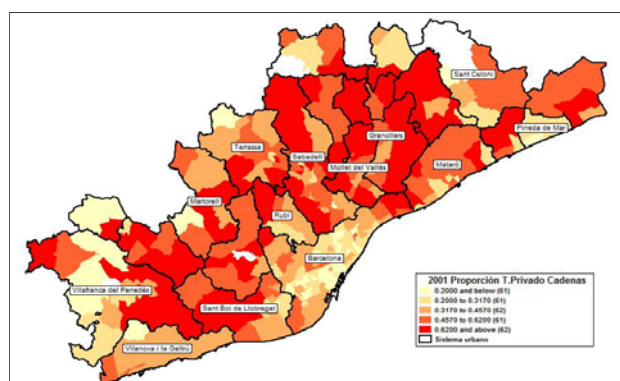 Sant Celoni
Pineda de Mar
Granollers
Terrassa
Sabadell
Mollet del Vallès
Mataró
Martorell
Rubí
Barcelona
Vilafranca del Penedès
Sant Boi de Llobregat
Vilanova i la Geltrú
2001 Proporción T.Privado Cadenas
0.2000 and below (61)
0.2000 to 0.3170 (61)
0.3170 to 0.4570 (62)
0.4570 to 0.6200 (61)
0.6200 and above (62)
Sistema urbano